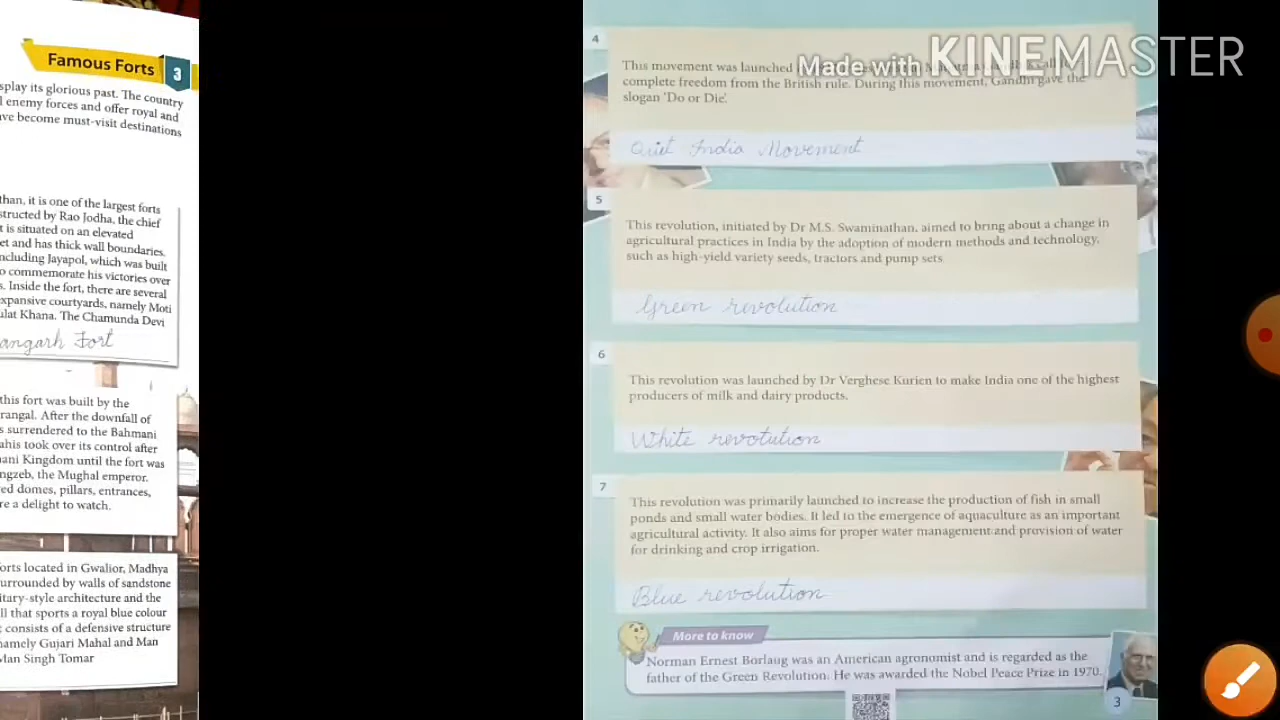 Famous Forts 3
splay its glorious past. The country
l enemy forces and offer royal and
ave become must-visit destinations
than, it is one of the largest forts
structed by Rao Jodha, the chief
t is situated on an elevated
et and has thick wall boundaries.
ncluding Jayapol, which was built
o commemorate his victories over
s. Inside the fort, there are several
expansive courtyards, namely Moti
ulat Khana. The Chamunda Devi
angarh Fort
this fort was built by the
rangal. After the downfall of
s surrendered to the Bahmani
ahis took over its control after
ani Kingdom until the fort was
ngzeb, the Mughal emperor.
ed domes, pillars, entrances,
re a delight to watch.
orts located in Gwalior, Madhya
urrounded by walls of sandstone
itary-style architecture and the
ll that sports a royal blue colour
t consists of a defensive structure
namely Gujari Mahal and Man
Man Singh Tomar
Made with KINEMASTER
4
This movement was launched
complete freedom from the British rule. During this movement, Gandhi gave the
slogan 'Do or Die'.
Quiet India Movement
5
This revolution, initiated by Dr M.S. Swaminathan, aimed to bring about a change in
agricultural practices in India by the adoption of modern methods and technology,
such as high-yield variety seeds, tractors and pump sets.
Green revolution
6
This revolution was launched by Dr Verghese Kurien to make India one of the highest
producers of milk and dairy products.
White revotution
7
This revolution was primarily launched to increase the production of fish in small
ponds and small water bodies. It led to the emergence of aquaculture as an important
agricultural activity. It also aims for proper water management and provision of water
for drinking and crop irrigation.
Blue revolution
More to know
Norman Ernest Borlaug was an American agronomist and is regarded as the
father of the Green Revolution. He was awarded the Nobel Peace Prize in 1970.
3